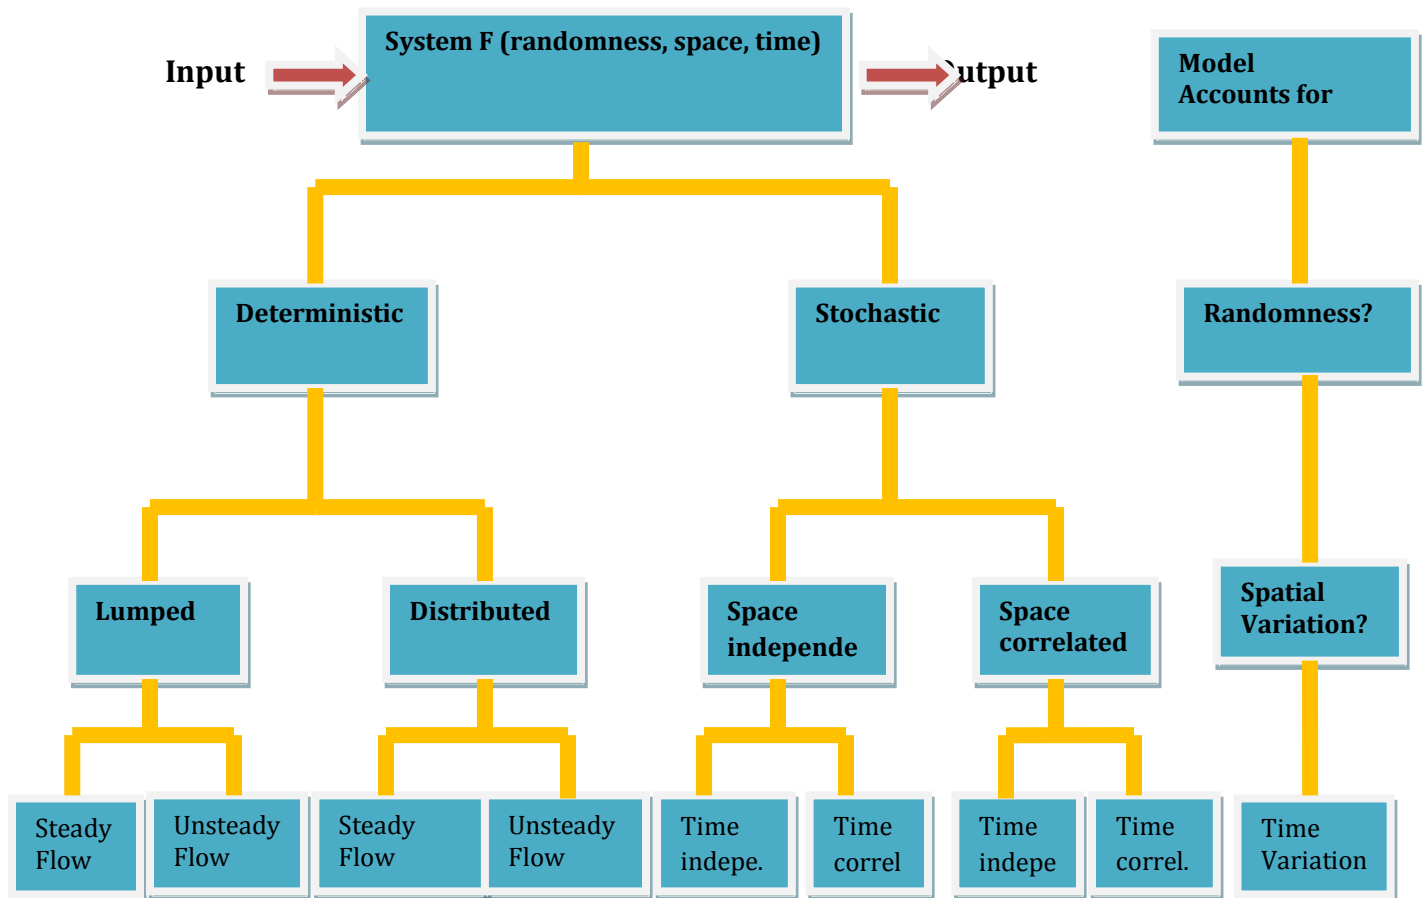 System F (randomness, space, time)
Input
utput
Model
Accounts for
Deterministic
Stochastic
Randomness?
Lumped
Distributed
Space
independe
Space
correlated
Spatial
Variation?
Steady
Flow
Unsteady
Flow
Steady
Flow
Unsteady
Flow
Time
indepe.
Time
correl
Time
indepe
Time
correl.
Time
Variation